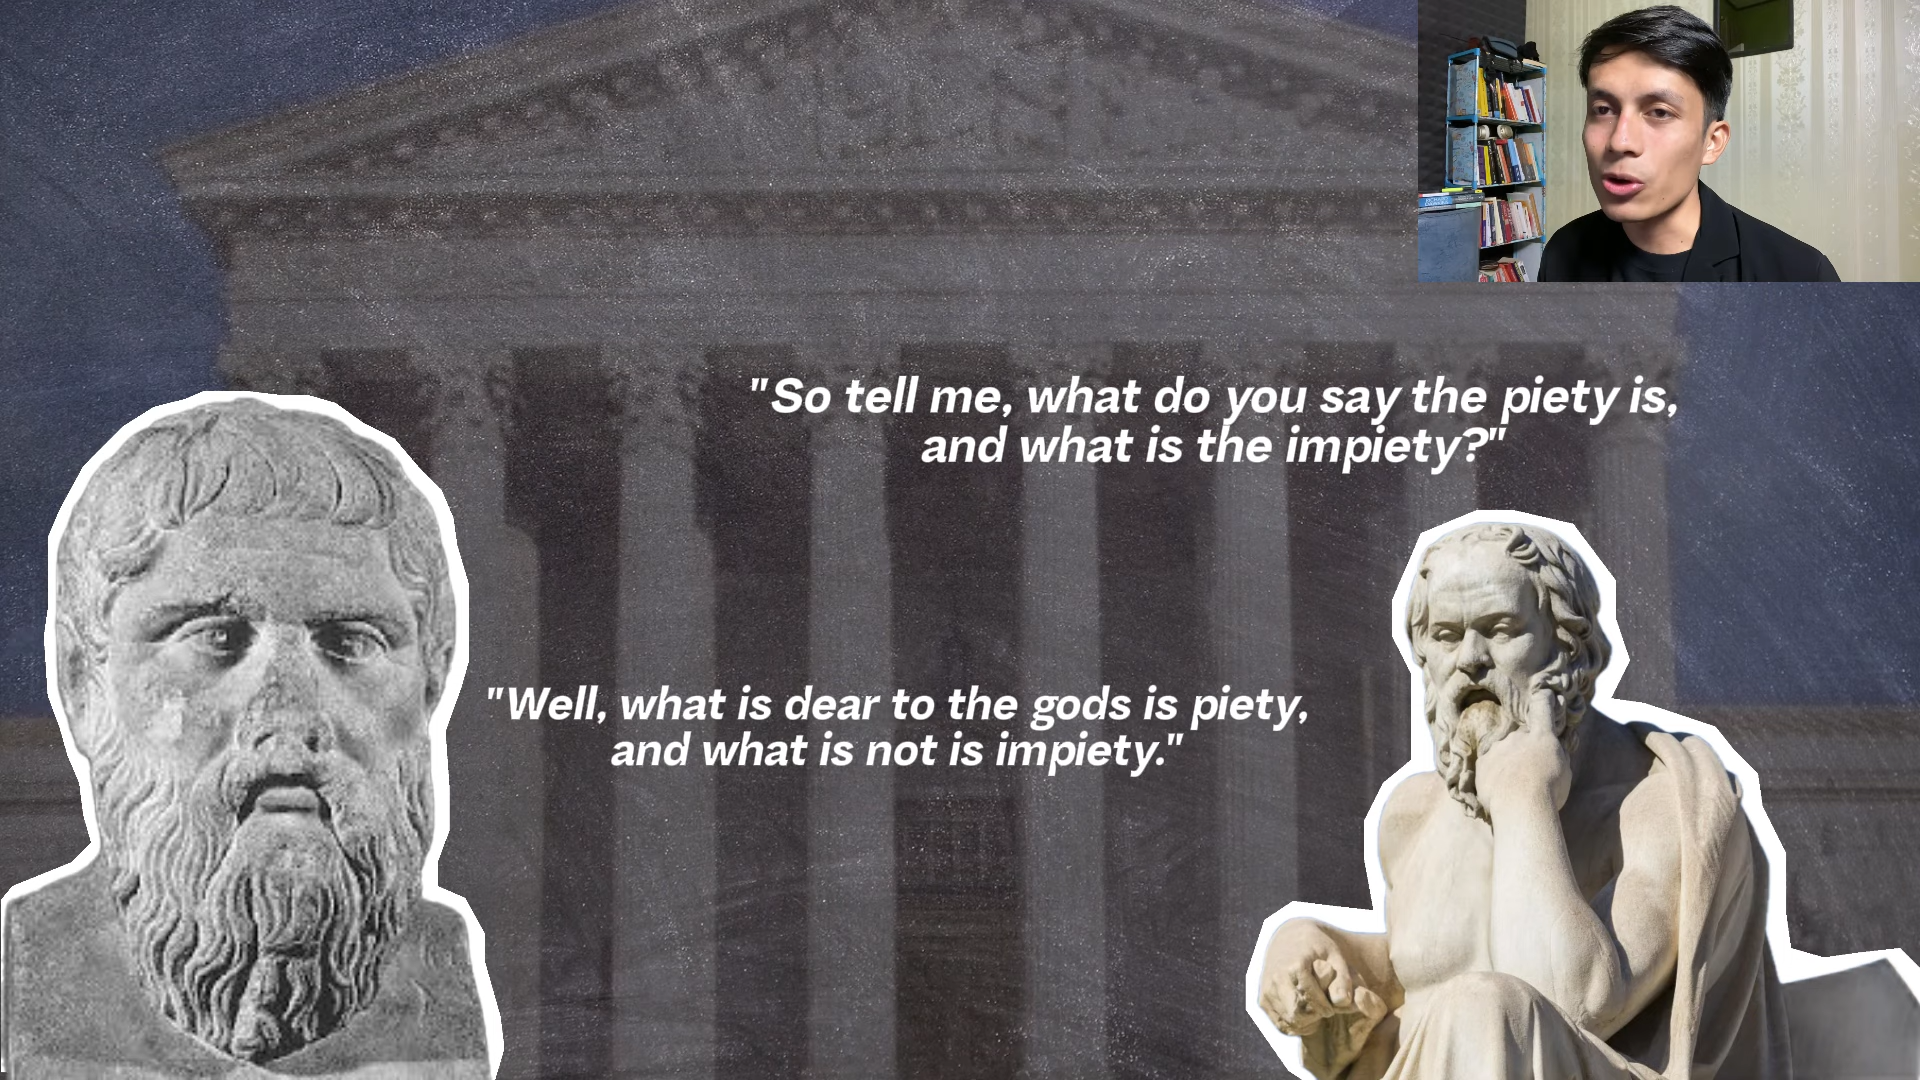 "So tell me, what do you say the piety is,
and what is the impiety?"
"Well, what is dear to the gods is piety,
and what is not is impiety."